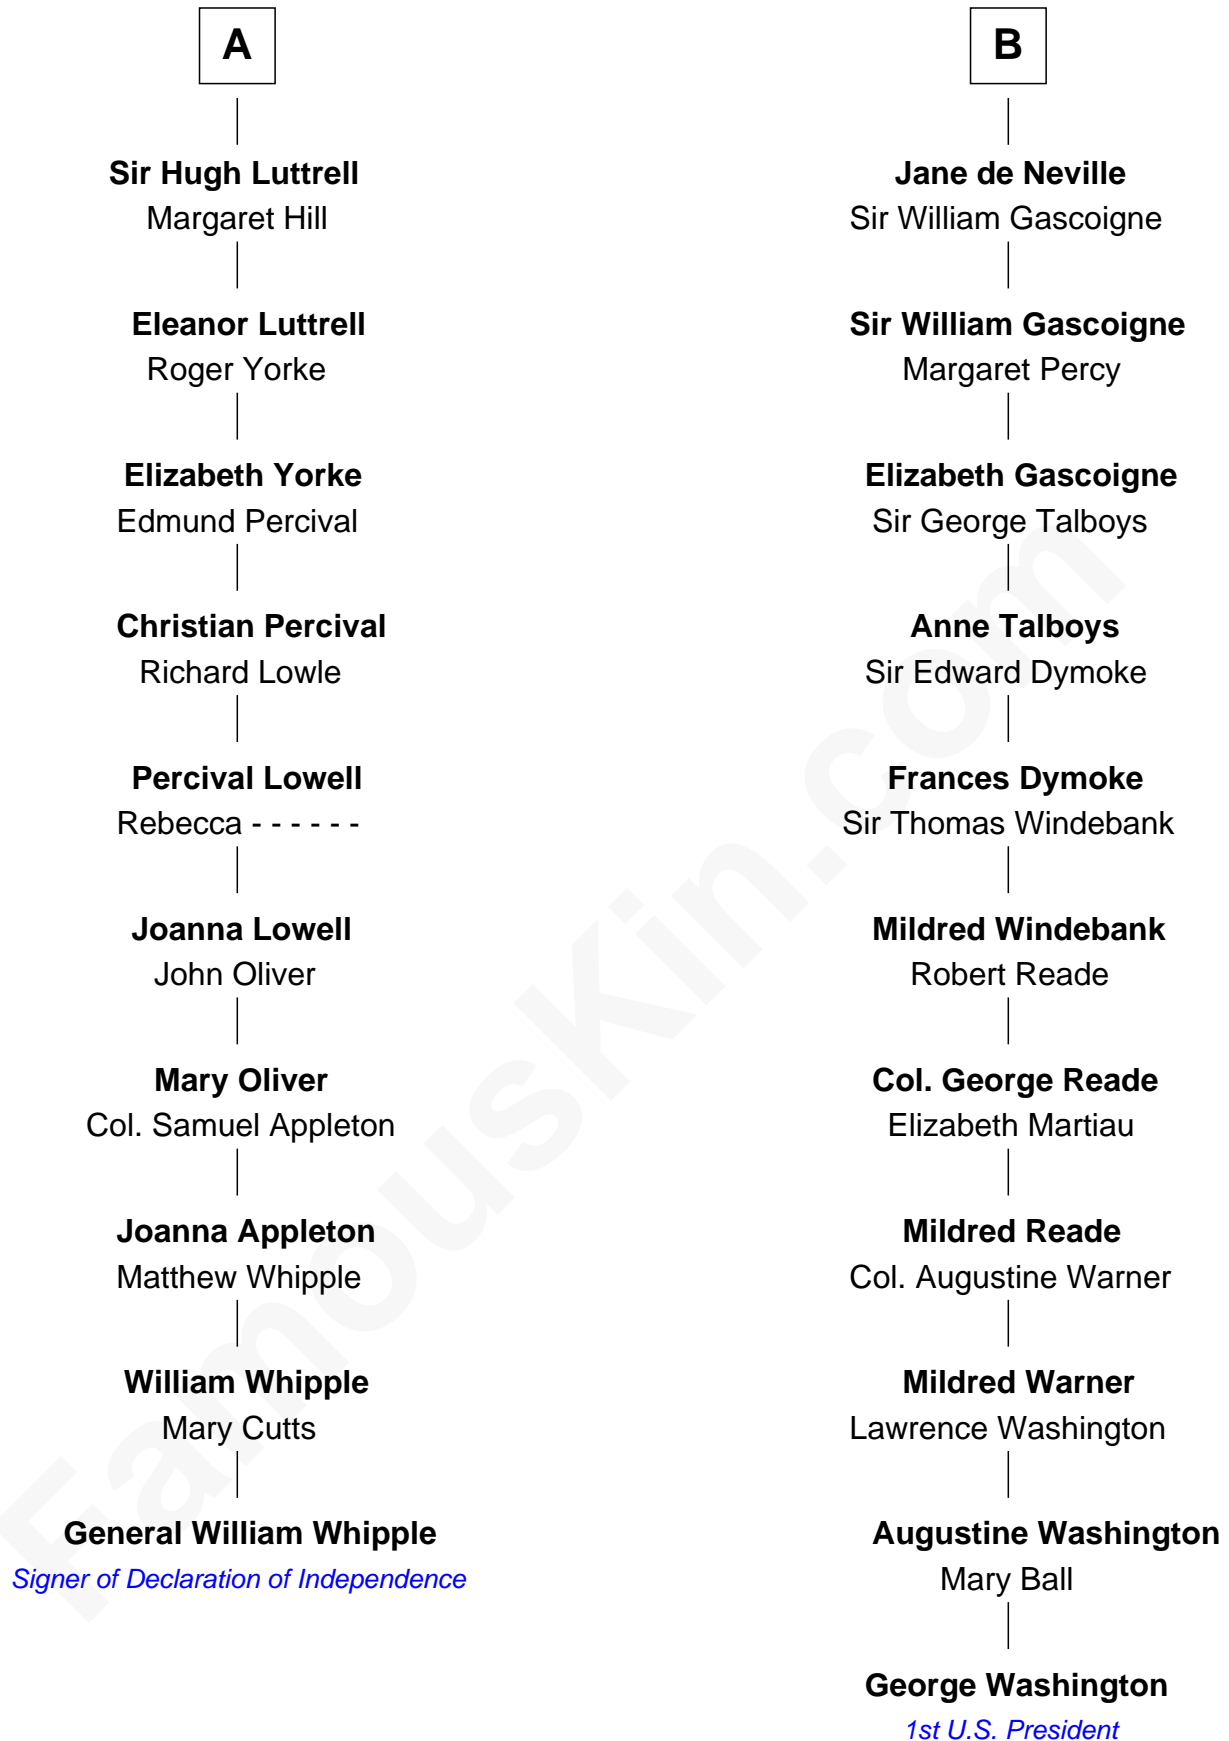 A
Sir Hugh Luttrell
Margaret Hill
Eleanor Luttrell
Roger Yorke
Elizabeth Yorke
Edmund Percival
Christian Percival
Richard Lowle
Percival Lowell
Rebecca - - - - - -
Joanna Lowell
John Oliver
Mary Oliver
Col. Samuel Appleton
Joanna Appleton
Matthew Whipple
William Whipple
Mary Cutts
General William Whipple
Signer of Declaration of Independence
B
Jane de Neville
Sir William Gascoigne
Sir William Gascoigne
Margaret Percy
Elizabeth Gascoigne
Sir George Talboys
Anne Talboys
Sir Edward Dymoke
Frances Dymoke
Sir Thomas Windebank
Mildred Windebank
Robert Reade
Col. George Reade
Elizabeth Martiau
Mildred Reade
Col. Augustine Warner
Mildred Warner
Lawrence Washington
Augustine Washington
Mary Ball
George Washington
1st U.S. President
FamousKin.com